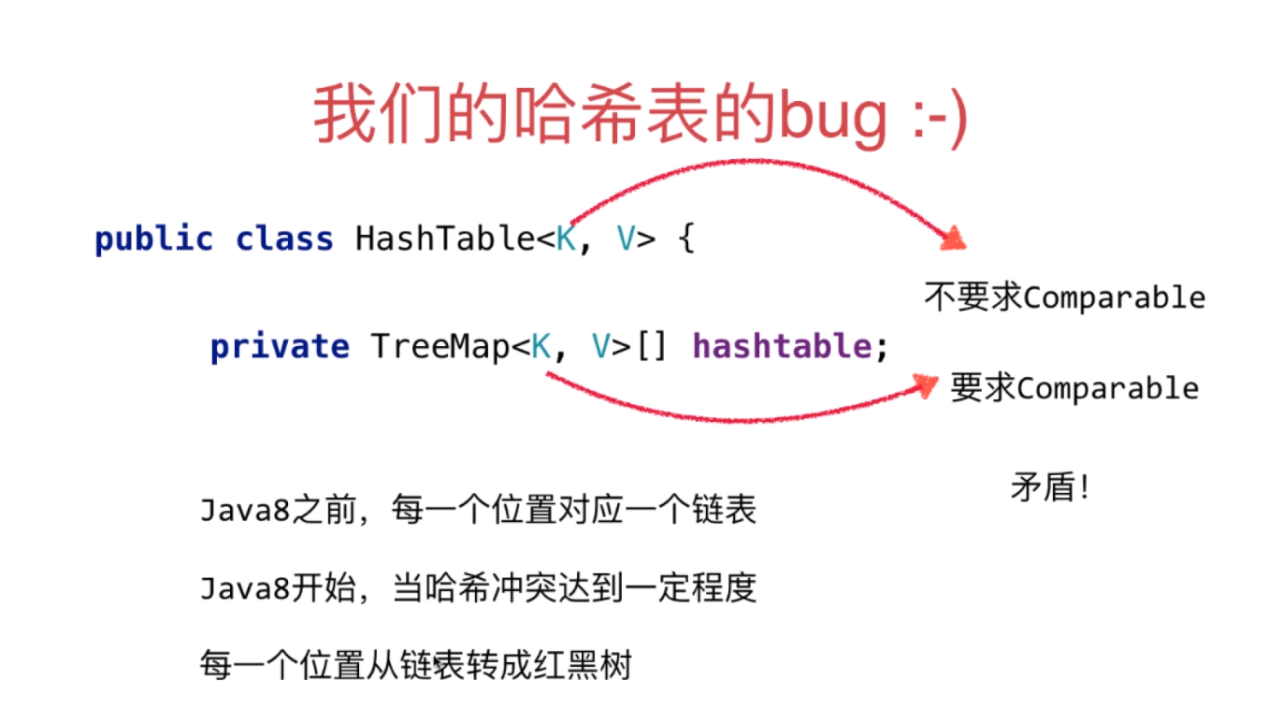 我们的哈希表的bug :-)
public class HashTable<K, V> {
不要求Comparable
private TreeMap<K, V>[] hashtable;
要求Comparable
矛盾！
Java8之前，每一个位置对应一个链表
Java8开始，当哈希冲突达到一定程度
每一个位置从链表转成红黑树